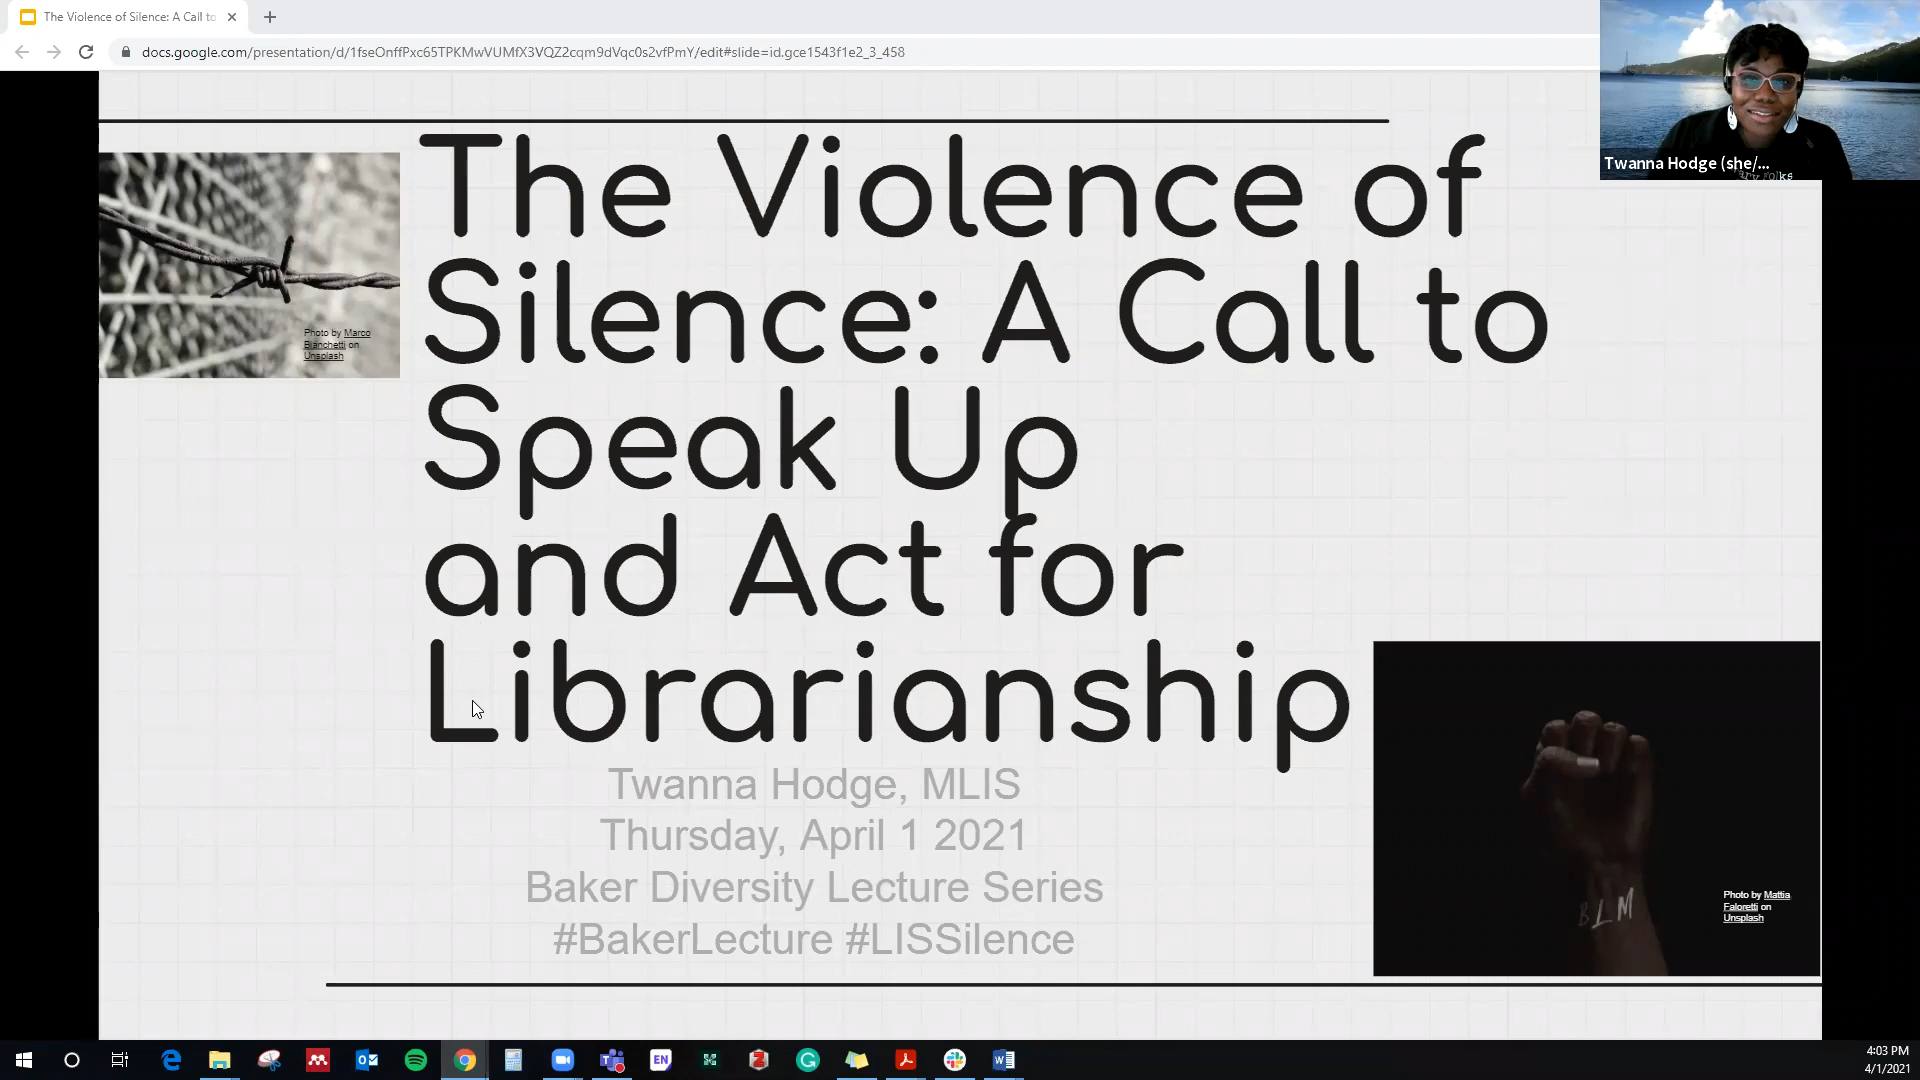 The Violence of Silence: A Call to
docs.google.com/presentation/d/1fseOnffPxc65TPKMwVUMfX3VQZ2cqm9dVqc0s2vfPmY/edit#slide=id.gce1543f1e2_3_458
Twanna Hodge (she/...
The Violence of
Silence: A Call to
Speak Up
and Act for
Librarianship
Photo by Marco
Bianchetti on
Unsplash
Twanna Hodge, MLIS
Thursday, April 1 2021
Baker Diversity Lecture Series
#BakerLecture #LISSilence
BLM
Photo by Mattia
Faloretti on
Unsplash
EN
4:03 PM
4/1/2021